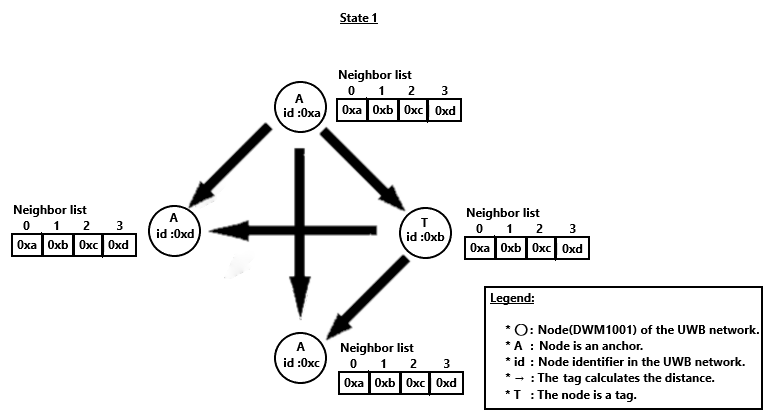 State 1
Neighbor list
0 1 2 3
0xa 0xb 0xc 0xd
A
id :0xa
Neighbor list
0 1 2 3
0xa 0xb 0xc 0xd
A
id :0xd
T
id :0xb
Neighbor list
0 1 2 3
0xa 0xb 0xc 0xd
A
id :0xc
Neighbor list
0 1 2 3
0xa 0xb 0xc 0xd
Legend:
* ○ : Node(DWM1001) of the UWB network.
* A : Node is an anchor.
* id : Node identifier in the UWB network.
* → : The tag calculates the distance.
* T : The node is a tag.